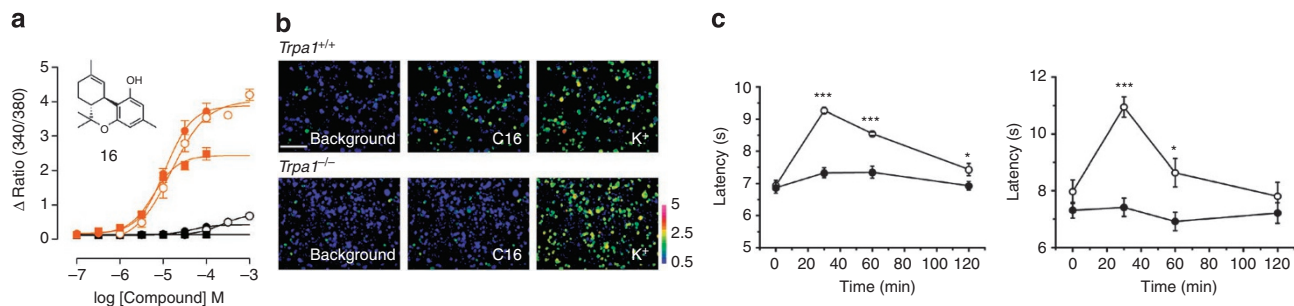 a
Δ Ratio (340/380)
5
4
3
2
1
0
OH
O
16
–7 –6 –5 –4 –3
log [Compound] M
b
Trpa1+/+
Background C16 K+
Trpa1–/–
Background C16 K+
5
2.5
0.5
c
Latency (s)
10
9
8
7
6
5
***
***
*
0 20 40 60 80 100 120
Time (min)
Latency (s)
12
10
8
6
***
*
0 20 40 60 80 100 120
Time (min)